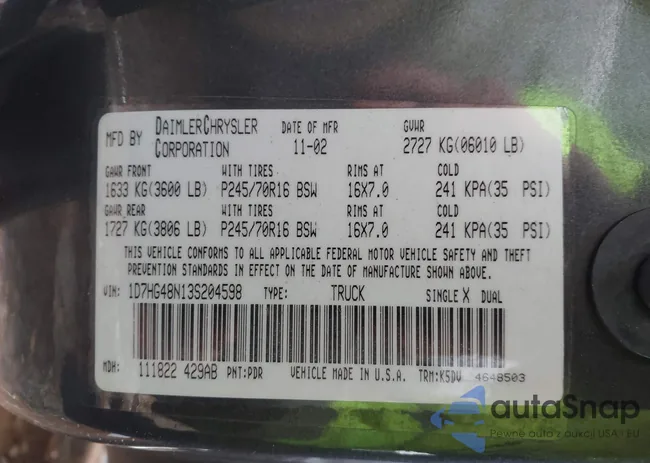 MFD BY DAIMLERCHRYSLER CORPORATION DATE OF MFR 11-02 GVWR 2727 KG(06010 LB)
GAWR FRONT WITH TIRES RIMS AT COLD
1633 KG(3600 LB) P245/70R16 BSW 16X7.0 241 KPA(35 PSI)
GAWR REAR WITH TIRES RIMS AT COLD
1727 KG(3806 LB) P245/70R16 BSW 16X7.0 241 KPA(35 PSI)
THIS VEHICLE CONFORMS TO ALL APPLICABLE FEDERAL MOTOR VEHICLE SAFETY AND THEFT
PREVENTION STANDARDS IN EFFECT ON THE DATE OF MANUFACTURE SHOWN ABOVE.
VIN: 1D7HG48N13S204598 TYPE: TRUCK SINGLE X DUAL
MDH: 111822 429AB PNT:PDR VEHICLE MADE IN U.S.A. TRM:K5DV 4648503
autaSnap
Pewne auta z aukcji USA i EU